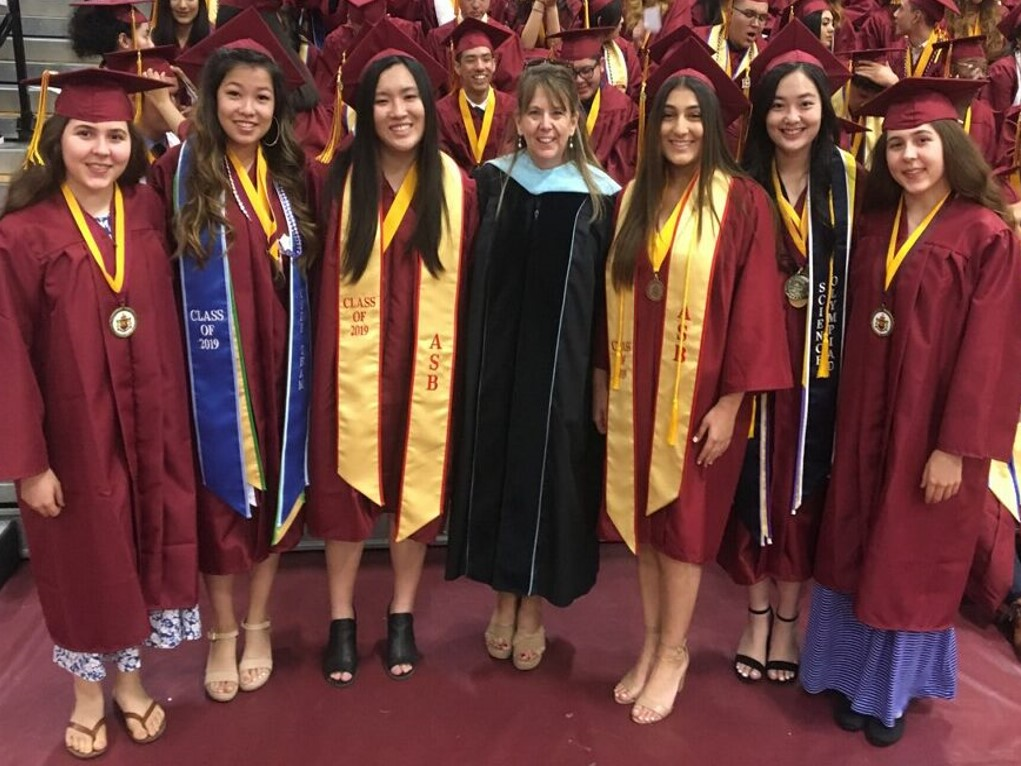 CLASS
OF
2019
CLASS
OF
2019
ASB
ASB
SCIENCE
OLYMPIAD